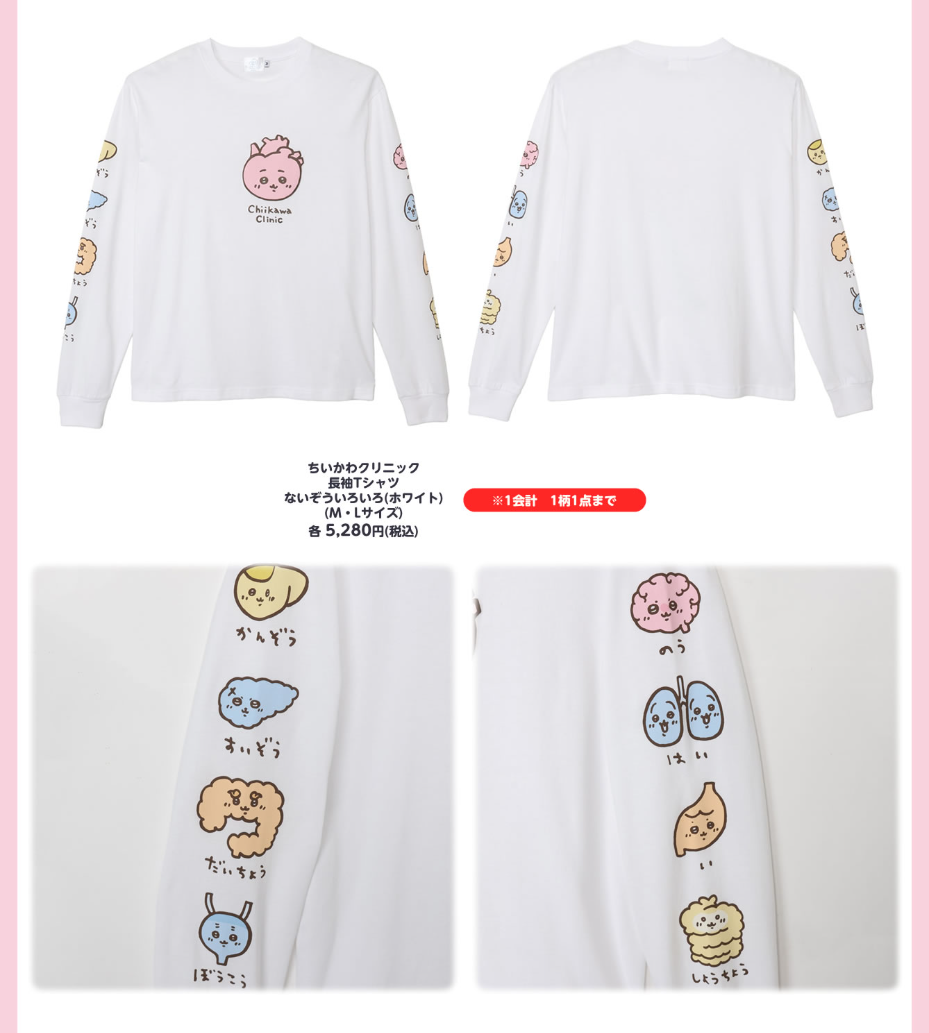 Chiikawa
Clinic
ちいかわクリニック
長袖Tシャツ
ないぞういろいろ(ホワイト)
(M・Lサイズ)
各 5,280円(税込)
※1会計　1柄1点まで
かんぞう
すいぞう
だいちょう
ぼうこう
のう
はい
い
しょうちょう